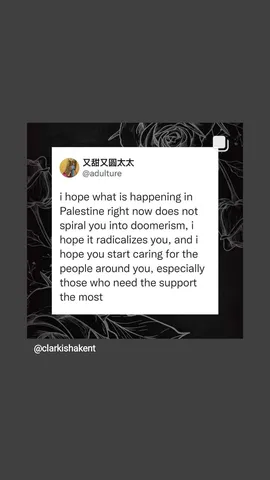 又甜又圆太太
@adulture
i hope what is happening in
Palestine right now does not
spiral you into doomerism, i
hope it radicalizes you, and i
hope you start caring for the
people around you, especially
those who need the support
the most
@clarkishakent